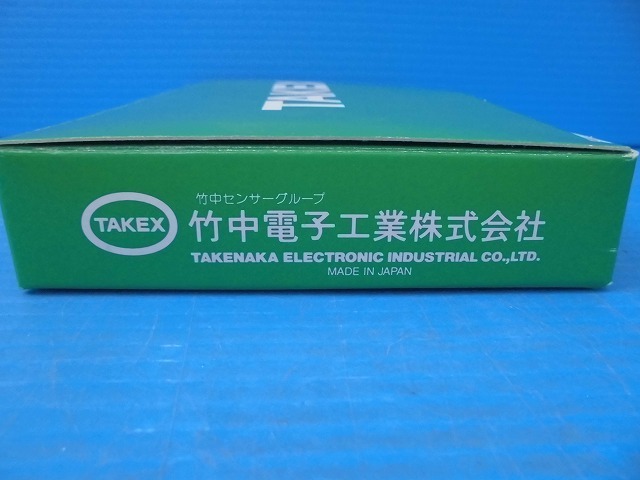 TAKEX
TAKEX
竹中センサーグループ
竹中電子工業株式会社
TAKENAKA ELECTRONIC INDUSTRIAL CO.,LTD.
MADE IN JAPAN